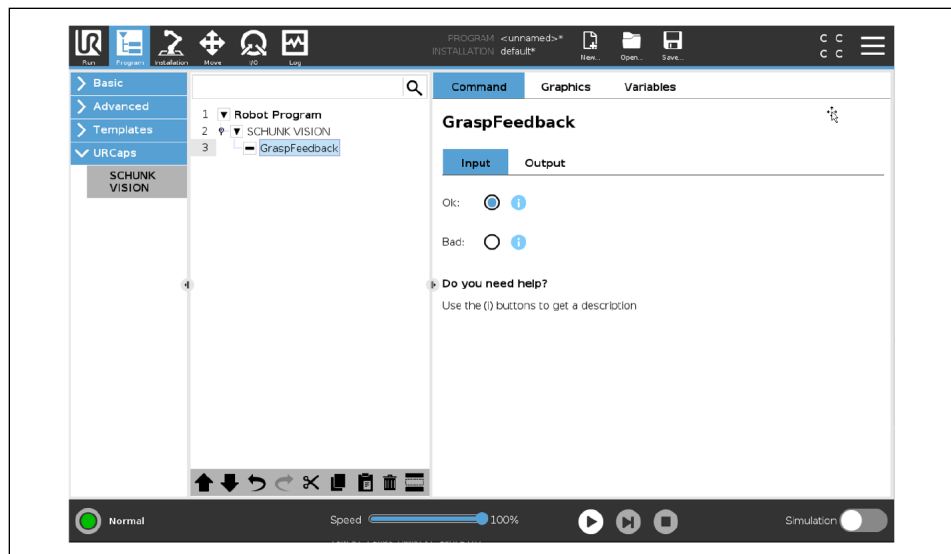 UR
PROGRAM <unnamed>*
INSTALLATION default*
C C
C C
Run Program Installation Move I/O Log New... Open... Save...
Basic
Advanced
Templates
URCaps
SCHUNK
VISION
1 Robot Program
2 SCHUNK VISION
3 GraspFeedback
Command Graphics Variables
GraspFeedback
Input Output
Ok: i
Bad: i
Do you need help?
Use the (i) buttons to get a description
Normal
Speed 100%
Simulation